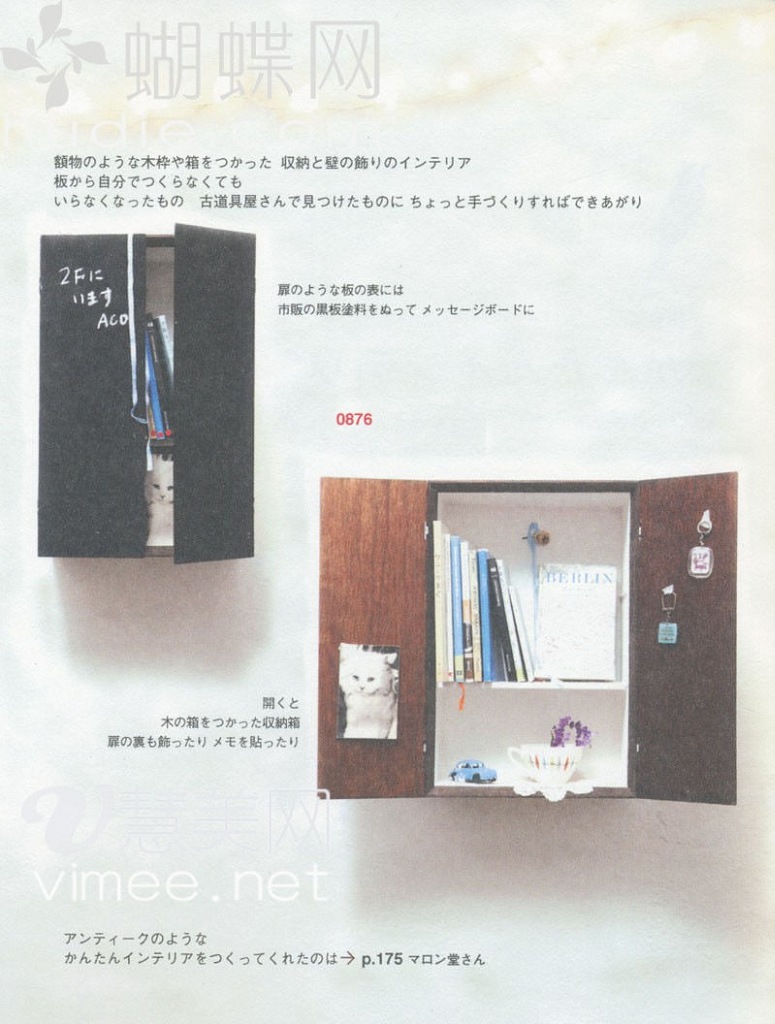 蝴蝶网
hudie.com
額物のような木枠や箱をつかった 収納と壁の飾りのインテリア
板から自分でつくらなくても
いらなくなったもの 古道具屋さんで見つけたものに ちょっと手づくりすればできあがり
2Fに
います
ACO
扉のような板の表には
市販の黒板塗料をぬって メッセージボードに
0876
BERLIN
開くと
木の箱をつかった収納箱
扉の裏も飾ったり メモを貼ったり
薏美网
vimee.net
アンティークのような
かんたんインテリアをつくってくれたのは→ p.175 マロン堂さん